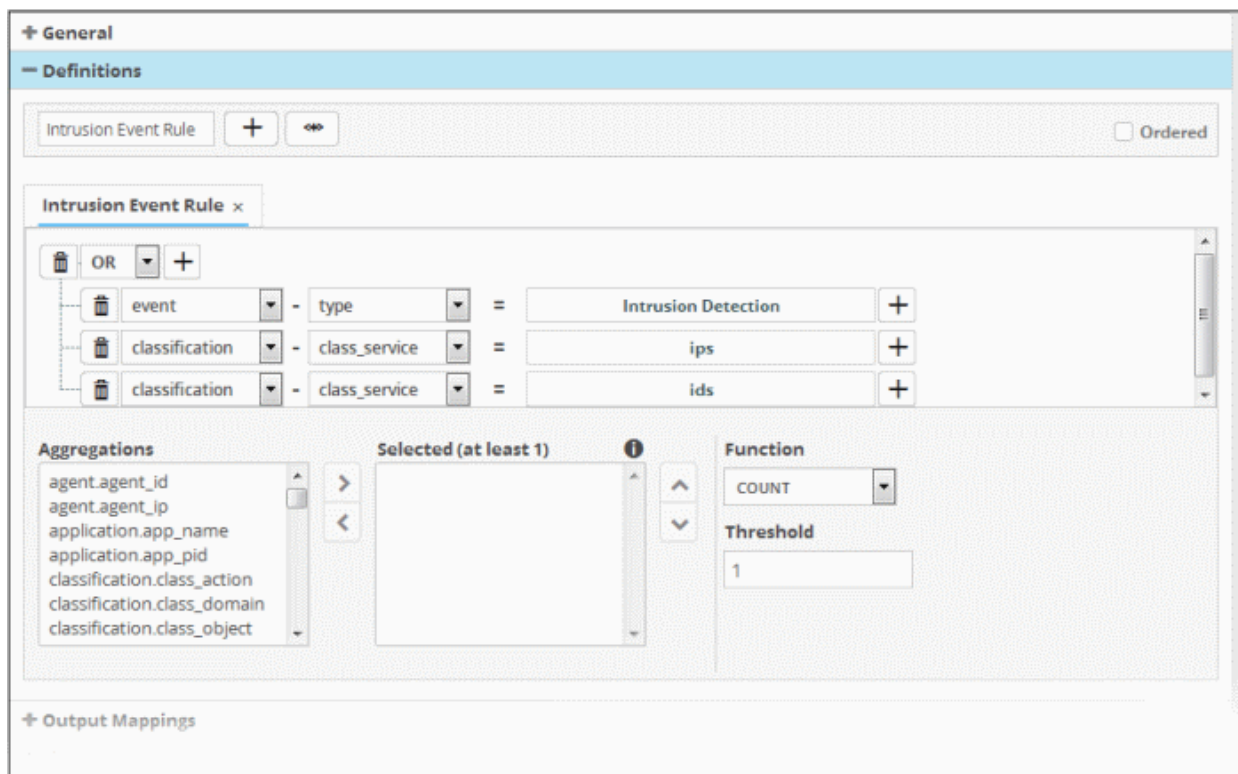 General
Definitions
Intrusion Event Rule
Ordered
Intrusion Event Rule ×
OR
event - type = Intrusion Detection
classification - class_service = ips
classification - class_service = ids
Aggregations
agent.agent_id
agent.agent_ip
application.app_name
application.app_pid
classification.class_action
classification.class_domain
classification.class_object
Selected (at least 1)
Function
COUNT
Threshold
1
Output Mappings